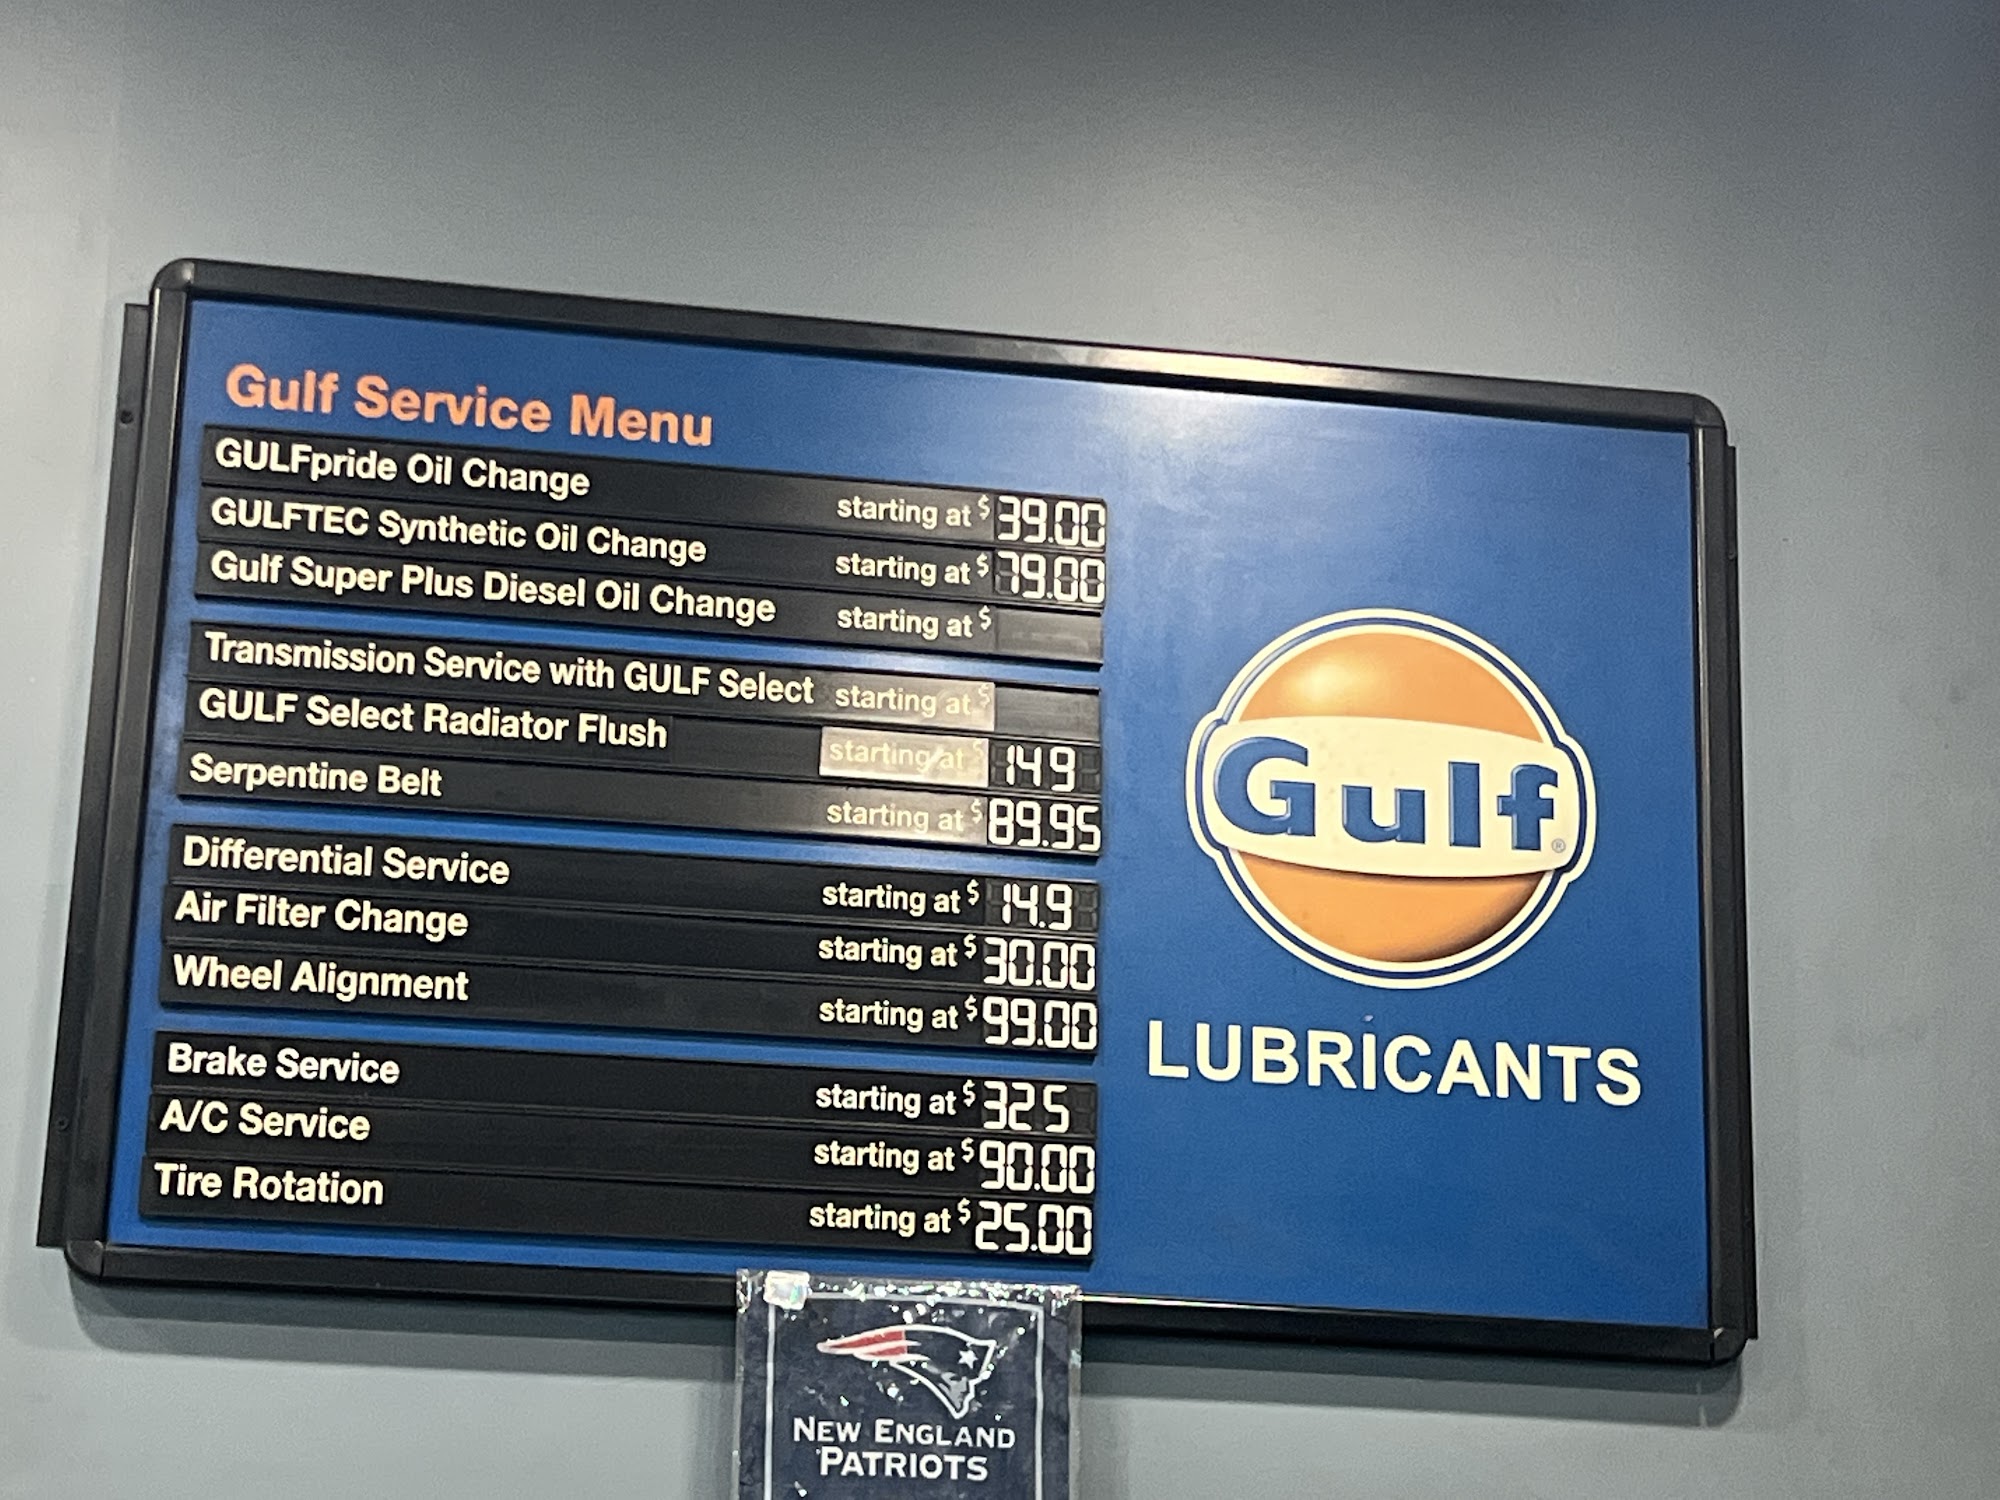 Gulf Service Menu
GULFpride Oil Change starting at $39.00
GULFTEC Synthetic Oil Change starting at $79.00
Gulf Super Plus Diesel Oil Change starting at $
Transmission Service with GULF Select starting at $
GULF Select Radiator Flush starting at $149
Serpentine Belt starting at $89.95
Differential Service starting at $14.9
Air Filter Change starting at $30.00
Wheel Alignment starting at $99.00
Brake Service starting at $325
A/C Service starting at $90.00
Tire Rotation starting at $25.00
Gulf®
LUBRICANTS
NEW ENGLAND
PATRIOTS